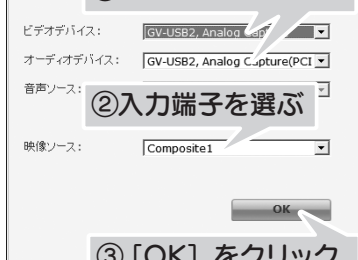 ビデオデバイス:
GV-USB2, Analog Capt
オーディオデバイス:
GV-USB2, Analog Capture(PCI
音声ソース:
②入力端子を選ぶ
映像ソース:
Composite1
OK
③[OK]をクリック